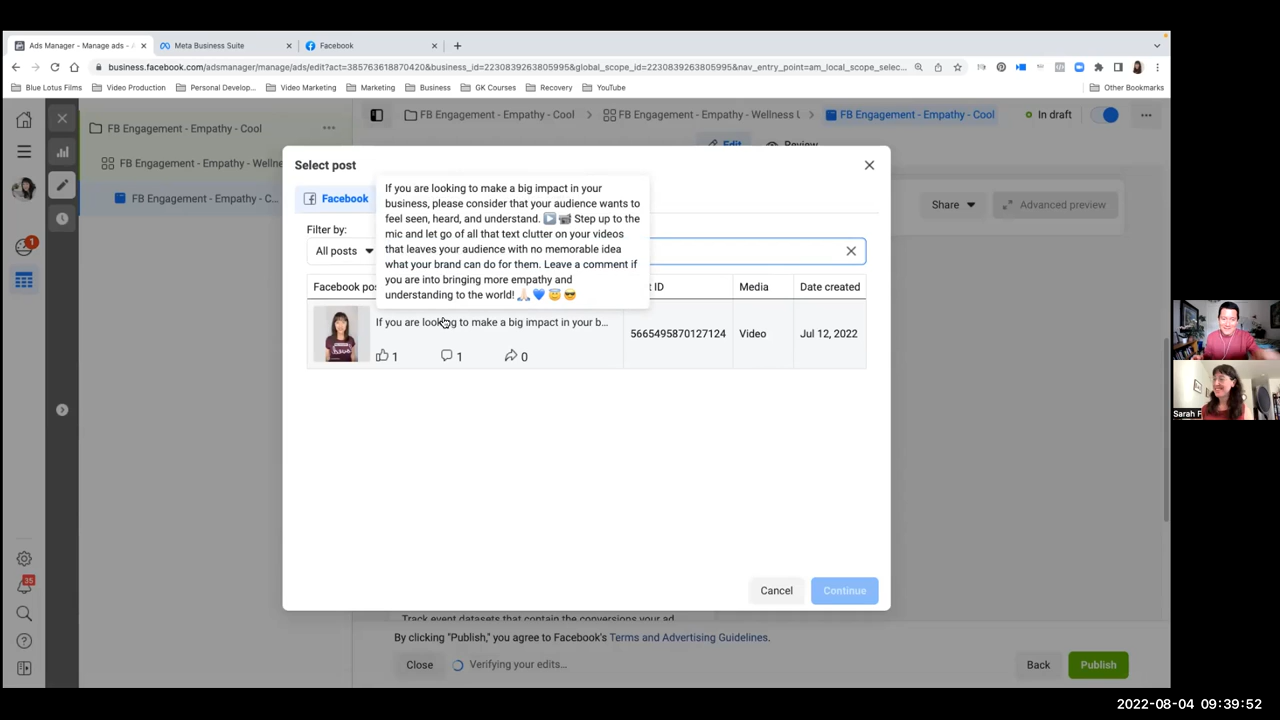 Ads Manager - Manage ads - A
Meta Business Suite
Facebook
business.facebook.com/adsmanager/manage/ads/edit?act=385763618870420&business_id=2230839263805995&global_scope_id=2230839263805995&nav_entry_point=am_local_scope_selec...
Blue Lotus Films
Video Production
Personal Develop...
Video Marketing
Marketing
Business
GK Courses
Recovery
YouTube
Other Bookmarks
FB Engagement - Empathy - Cool
FB Engagement - Empathy - Cool
FB Engagement - Empathy - Wellness
FB Engagement - Empathy - Cool
In draft
Edit
Review
FB Engagement - Empathy - Wellne
FB Engagement - Empathy - C...
1
35
Share
Advanced preview
Select post
Facebook
Filter by:
All posts
If you are looking to make a big impact in your
business, please consider that your audience wants to
feel seen, heard, and understand. ▶️ 📹 Step up to the
mic and let go of all that text clutter on your videos
that leaves your audience with no memorable idea
what your brand can do for them. Leave a comment if
you are into bringing more empathy and
understanding to the world! 🙏🏻 💙 😇 😎
Facebook pos
ID
Media
Date created
If you are looking to make a big impact in your b...
1
1
0
5665495870127124
Video
Jul 12, 2022
Cancel
Continue
Track event datasets that contain the conversions your ad
By clicking "Publish," you agree to Facebook's Terms and Advertising Guidelines.
Close
Verifying your edits...
Back
Publish
Sarah F
2022-08-04 09:39:52